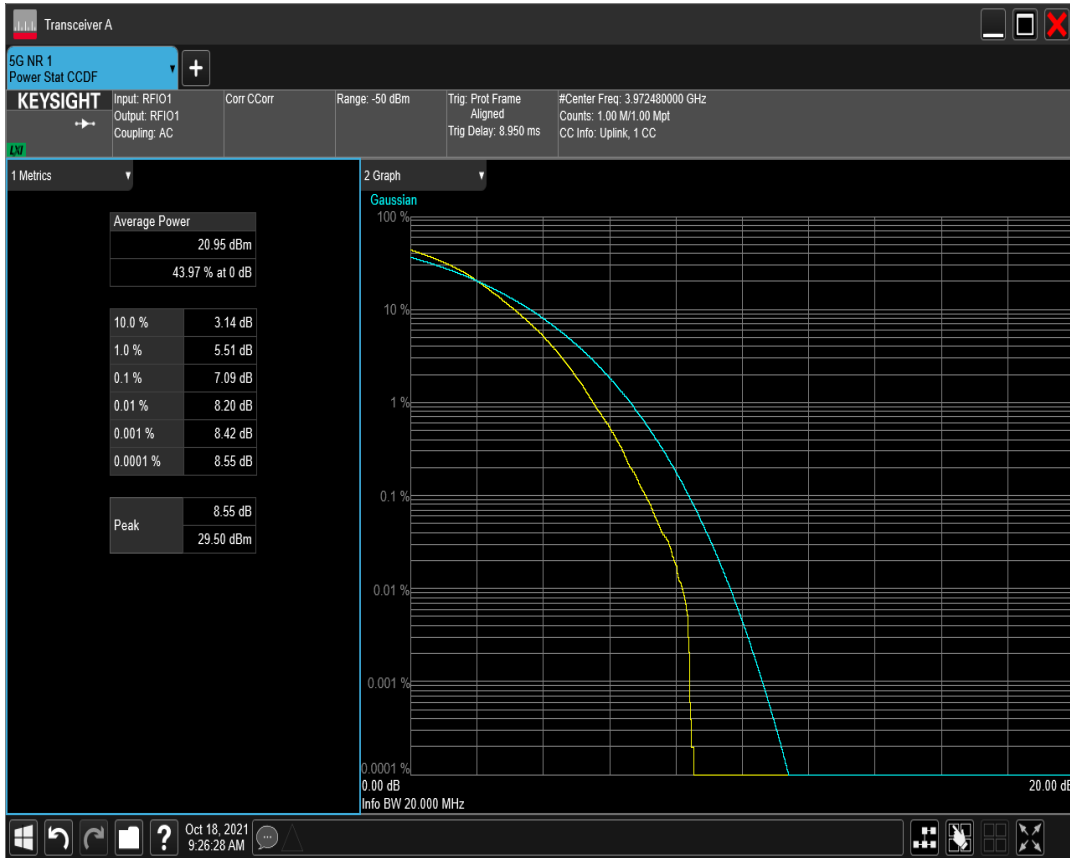 Transceiver A
5G NR 1
Power Stat CCDF
KEYSIGHT
LXI
Input: RFIO1
Output: RFIO1
Coupling: AC
Corr CCorr
Range: -50 dBm
Trig: Prot Frame
Aligned
Trig Delay: 8.950 ms
#Center Freq: 3.972480000 GHz
Counts: 1.00 M/1.00 Mpt
CC Info: Uplink, 1 CC
1 Metrics
Average Power
20.95 dBm
43.97 % at 0 dB
10.0 % 3.14 dB
1.0 % 5.51 dB
0.1 % 7.09 dB
0.01 % 8.20 dB
0.001 % 8.42 dB
0.0001 % 8.55 dB
Peak
8.55 dB
29.50 dBm
2 Graph
Gaussian
100 %
10 %
1 %
0.1 %
0.01 %
0.001 %
0.0001 %
0.00 dB 20.00 dB
Info BW 20.000 MHz
? Oct 18, 2021
9:26:28 AM